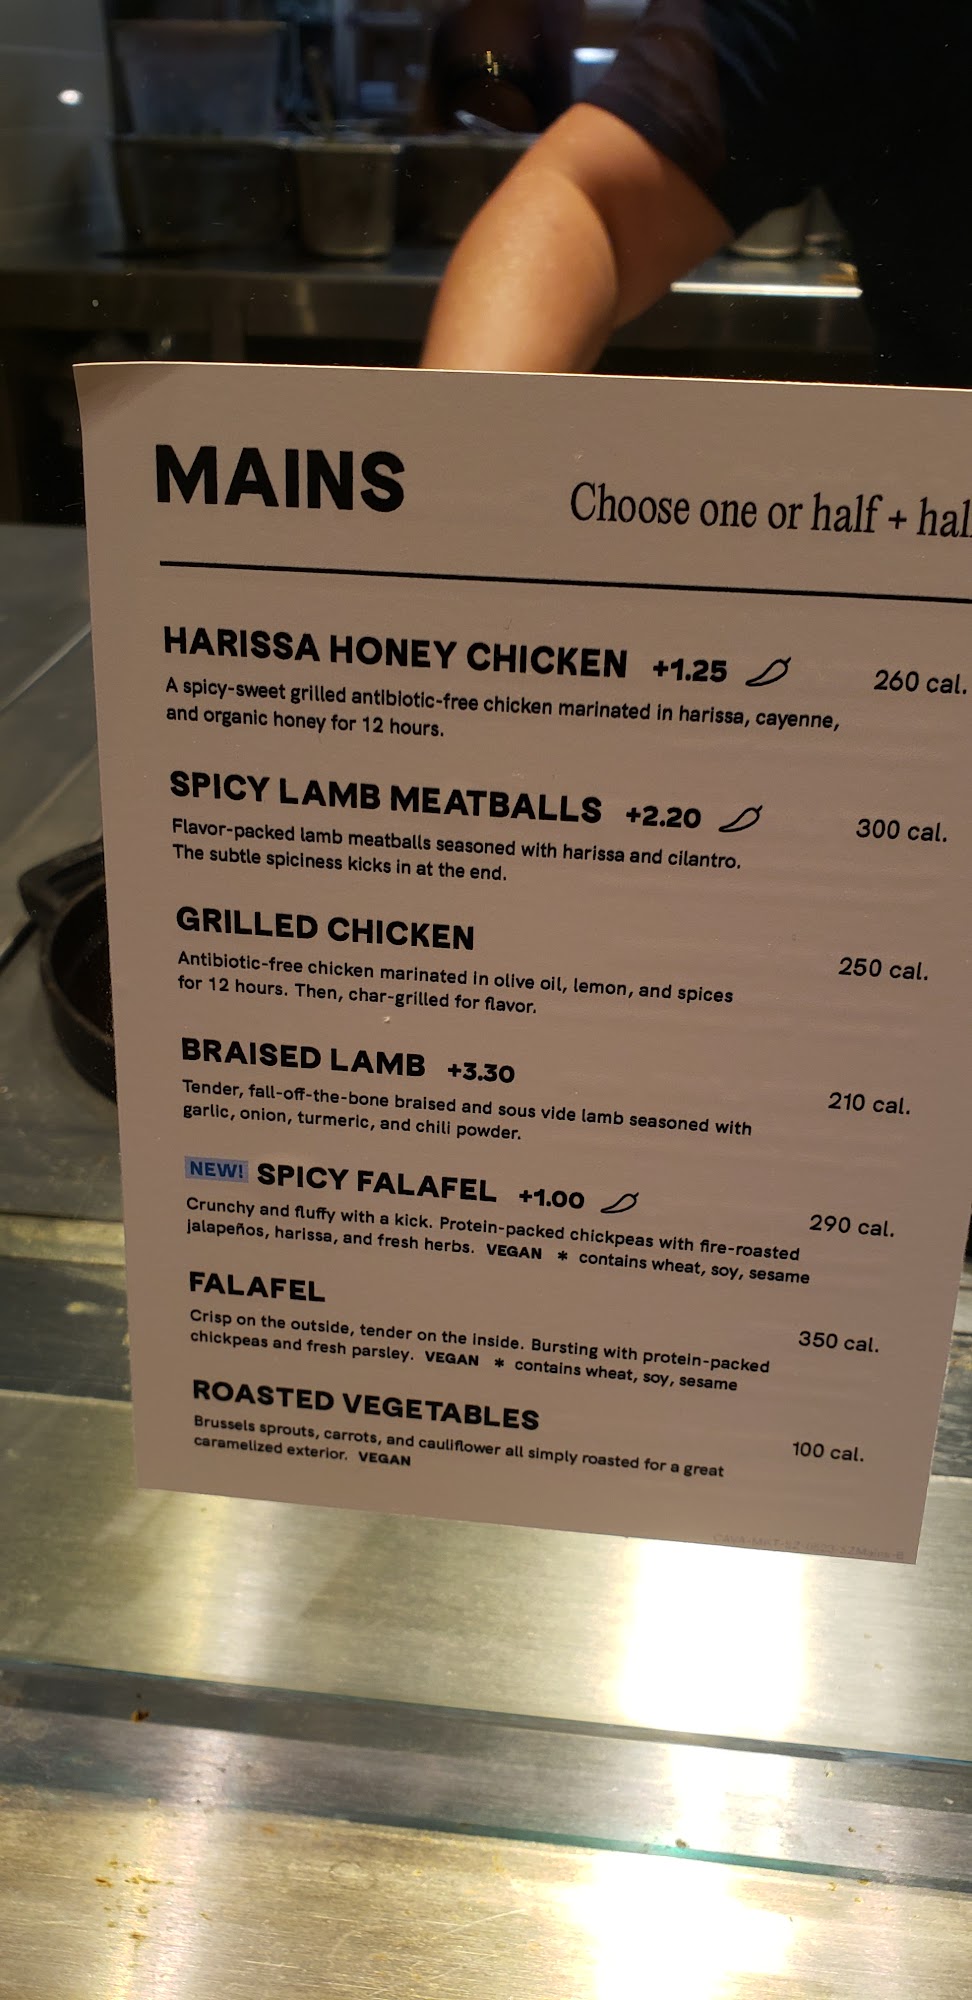 MAINS
Choose one or half + hal
HARISSA HONEY CHICKEN +1.25 260 cal.
A spicy-sweet grilled antibiotic-free chicken marinated in harissa, cayenne,
and organic honey for 12 hours.
SPICY LAMB MEATBALLS +2.20 300 cal.
Flavor-packed lamb meatballs seasoned with harissa and cilantro.
The subtle spiciness kicks in at the end.
GRILLED CHICKEN 250 cal.
Antibiotic-free chicken marinated in olive oil, lemon, and spices
for 12 hours. Then, char-grilled for flavor.
BRAISED LAMB +3.30 210 cal.
Tender, fall-off-the-bone braised and sous vide lamb seasoned with
garlic, onion, turmeric, and chili powder.
NEW! SPICY FALAFEL +1.00 290 cal.
Crunchy and fluffy with a kick. Protein-packed chickpeas with fire-roasted
jalapeños, harissa, and fresh herbs. VEGAN * contains wheat, soy, sesame
FALAFEL 350 cal.
Crisp on the outside, tender on the inside. Bursting with protein-packed
chickpeas and fresh parsley. VEGAN * contains wheat, soy, sesame
ROASTED VEGETABLES 100 cal.
Brussels sprouts, carrots, and cauliflower all simply roasted for a great
caramelized exterior. VEGAN